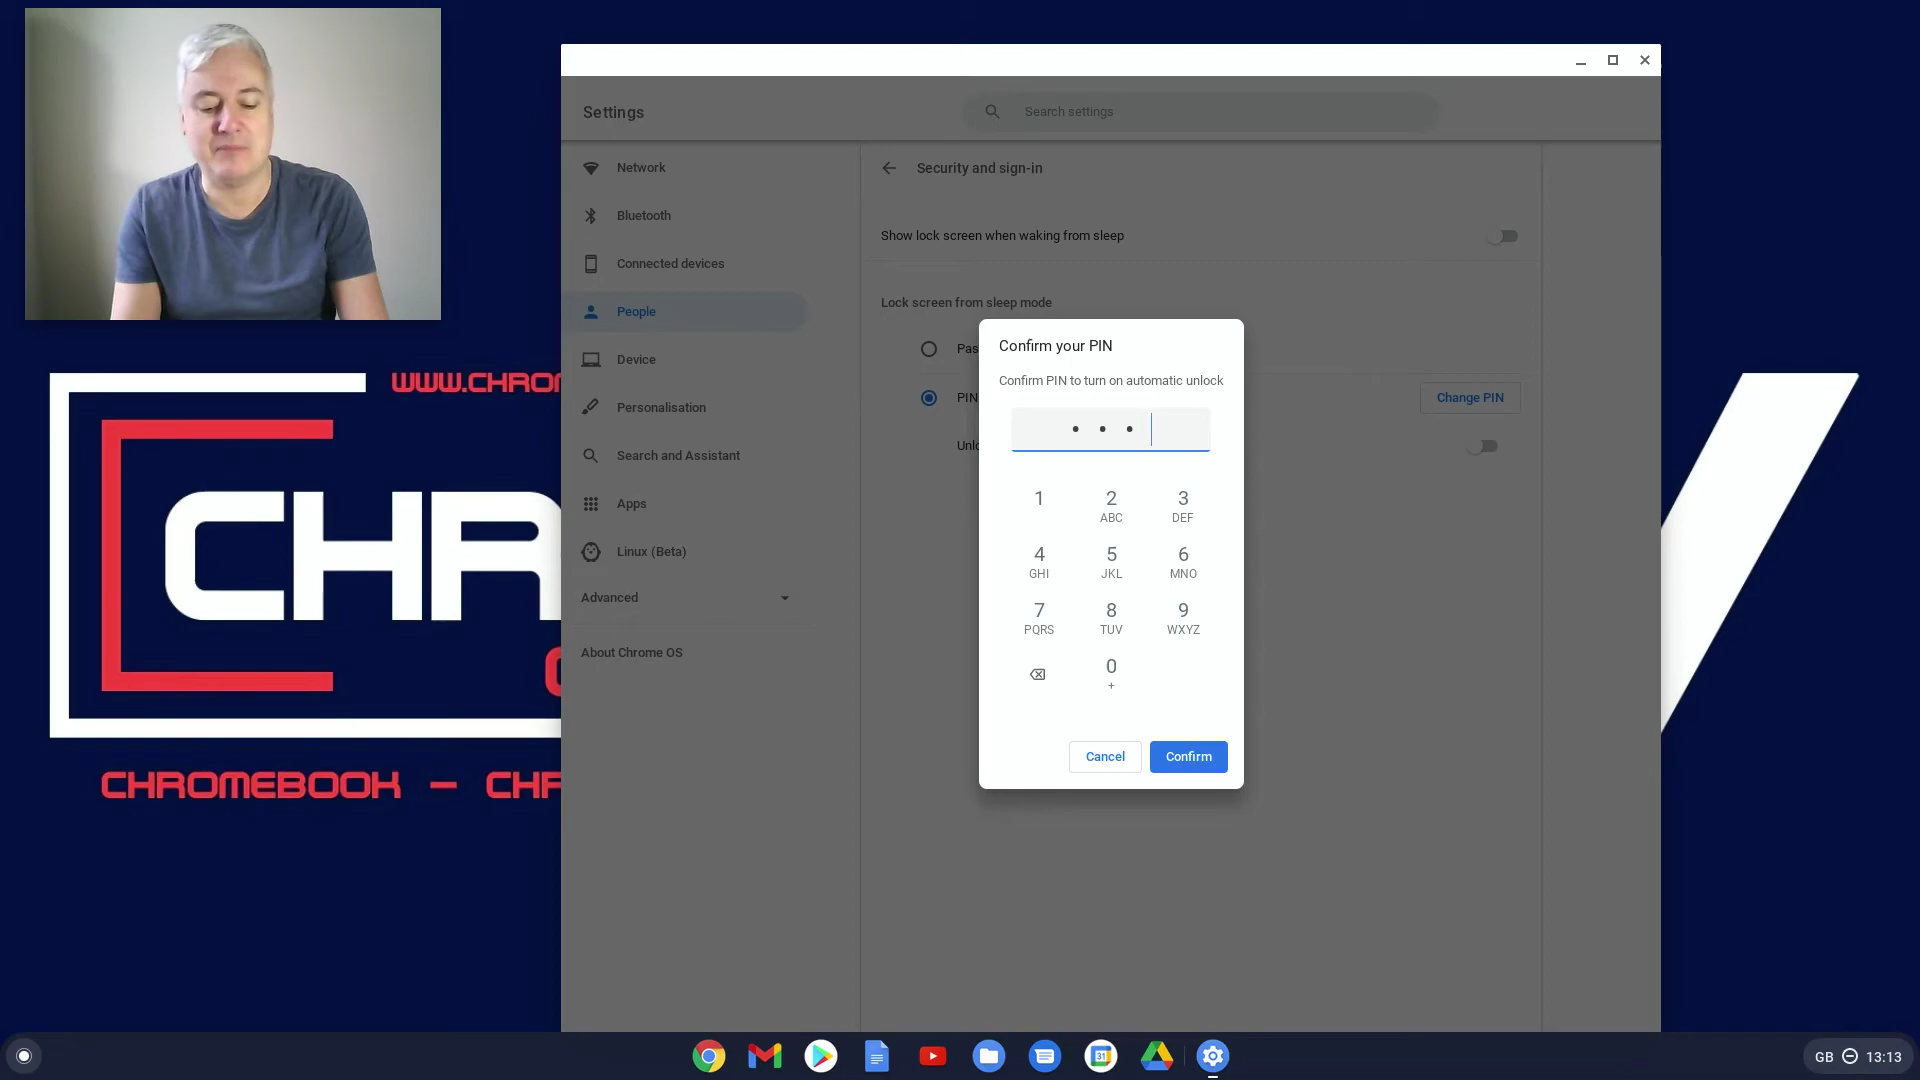 Settings
Search settings
Network
Bluetooth
Connected devices
People
Device
Personalisation
Search and Assistant
Apps
Linux (Beta)
Advanced
About Chrome OS
Security and sign-in
Show lock screen when waking from sleep
Lock screen from sleep mode
Pas
PIN
Change PIN
Unlo
Confirm your PIN
Confirm PIN to turn on automatic unlock
1
2 ABC
3 DEF
4 GHI
5 JKL
6 MNO
7 PQRS
8 TUV
9 WXYZ
0 +
Cancel
Confirm
WWW.CHRO
CHR
CHROMEBOOK – CHR
31
GB
13:13